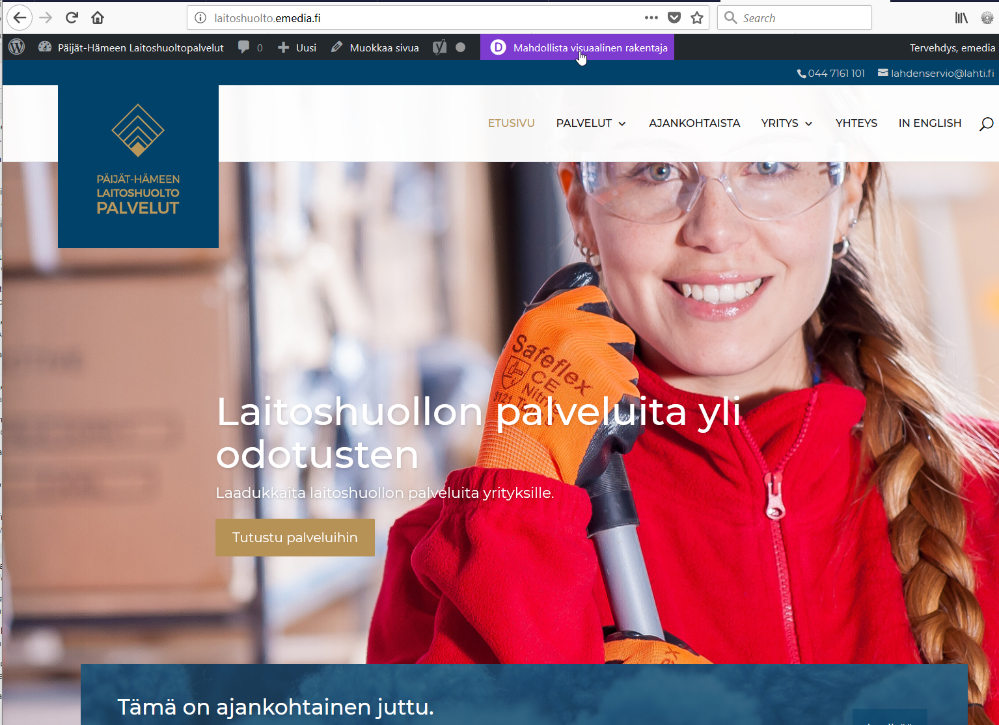 laitoshuolto.emedia.fi
Search
Päijät-Hämeen Laitoshuoltopalvelut 0 Uusi Muokkaa sivua D Mahdollista visuaalinen rakentaja Tervehdys, emedia
044 7161 101 lahdenservio@lahti.fi
PÄIJÄT-HÄMEEN
LAITOSHUOLTO
PALVELUT
ETUSIVU PALVELUT AJANKOHTAISTA YRITYS YHTEYS IN ENGLISH
Safeflex
CE
Laitoshuollon palveluita yli
odotusten
Laadukkaita laitoshuollon palveluita yrityksille.
Tutustu palveluihin
Tämä on ajankohtainen juttu.